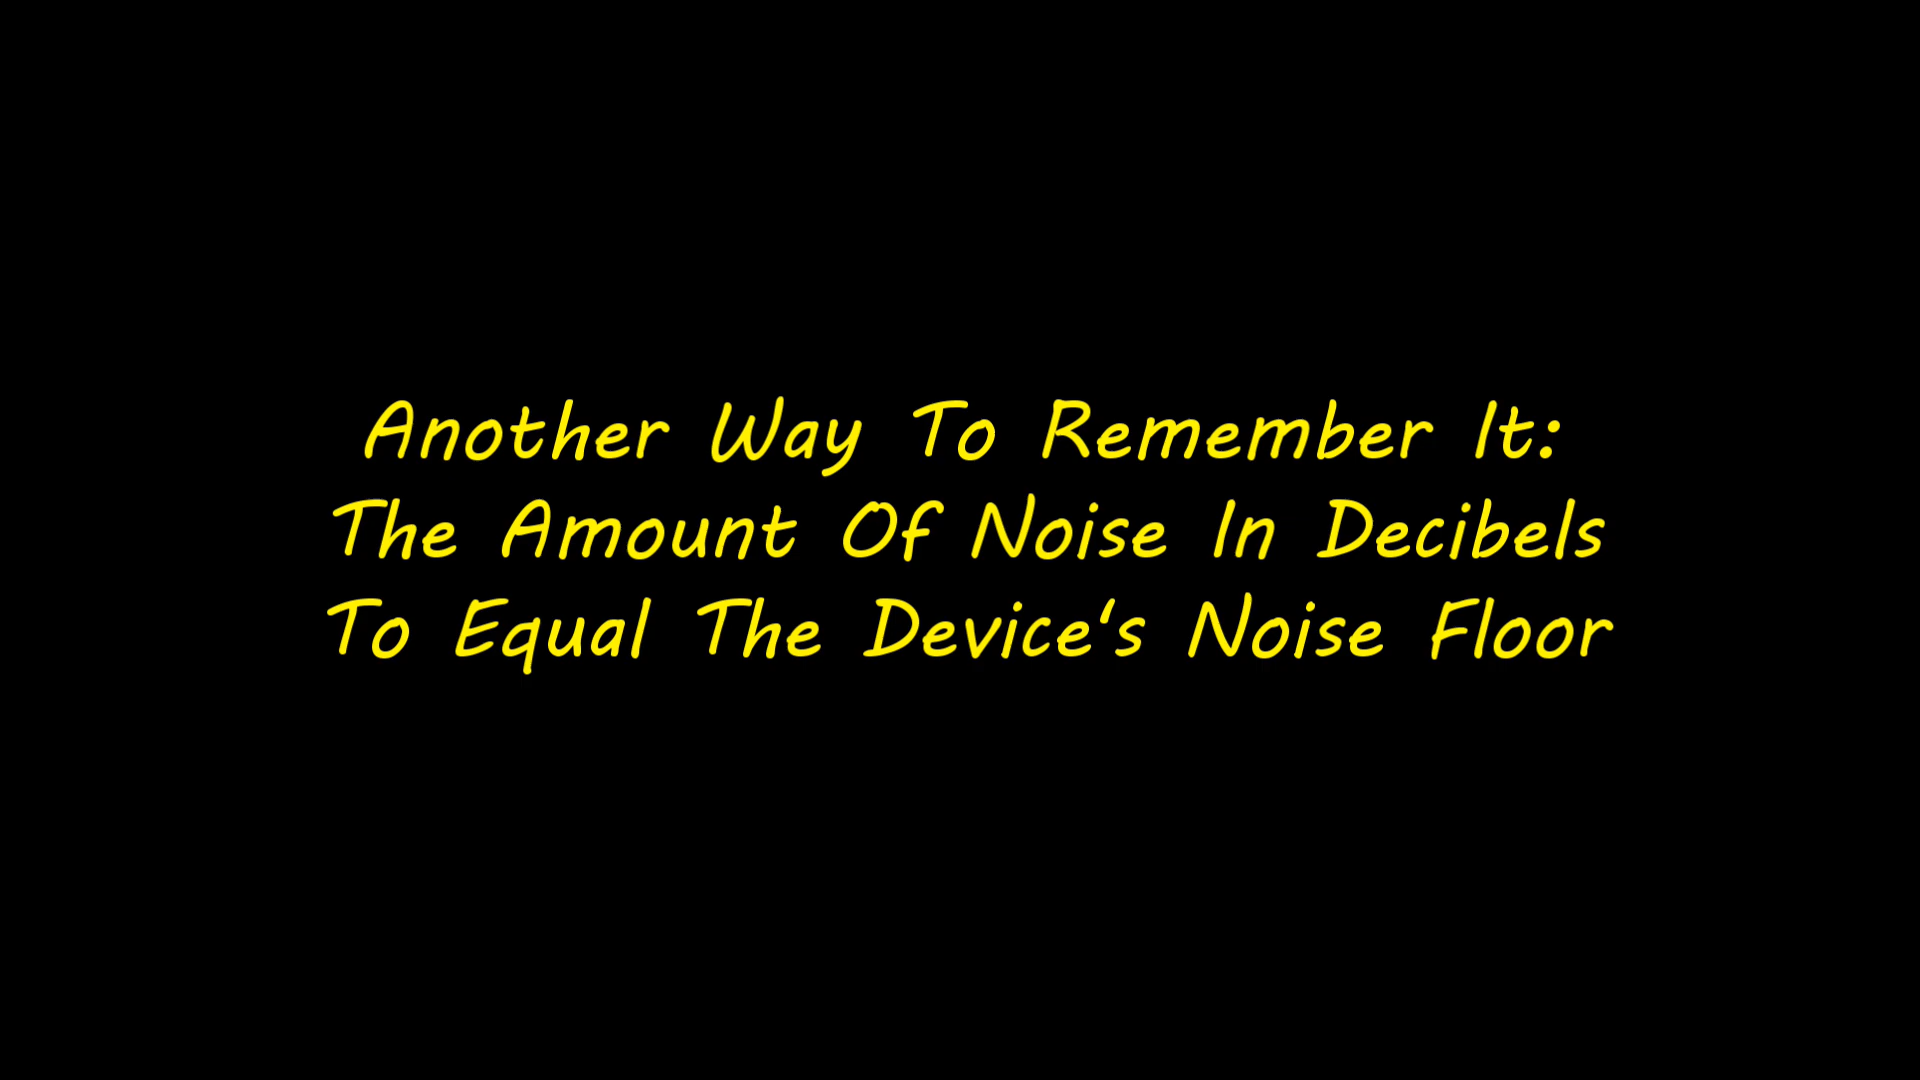 Another Way To Remember It:
The Amount Of Noise In Decibels
To Equal The Device's Noise Floor